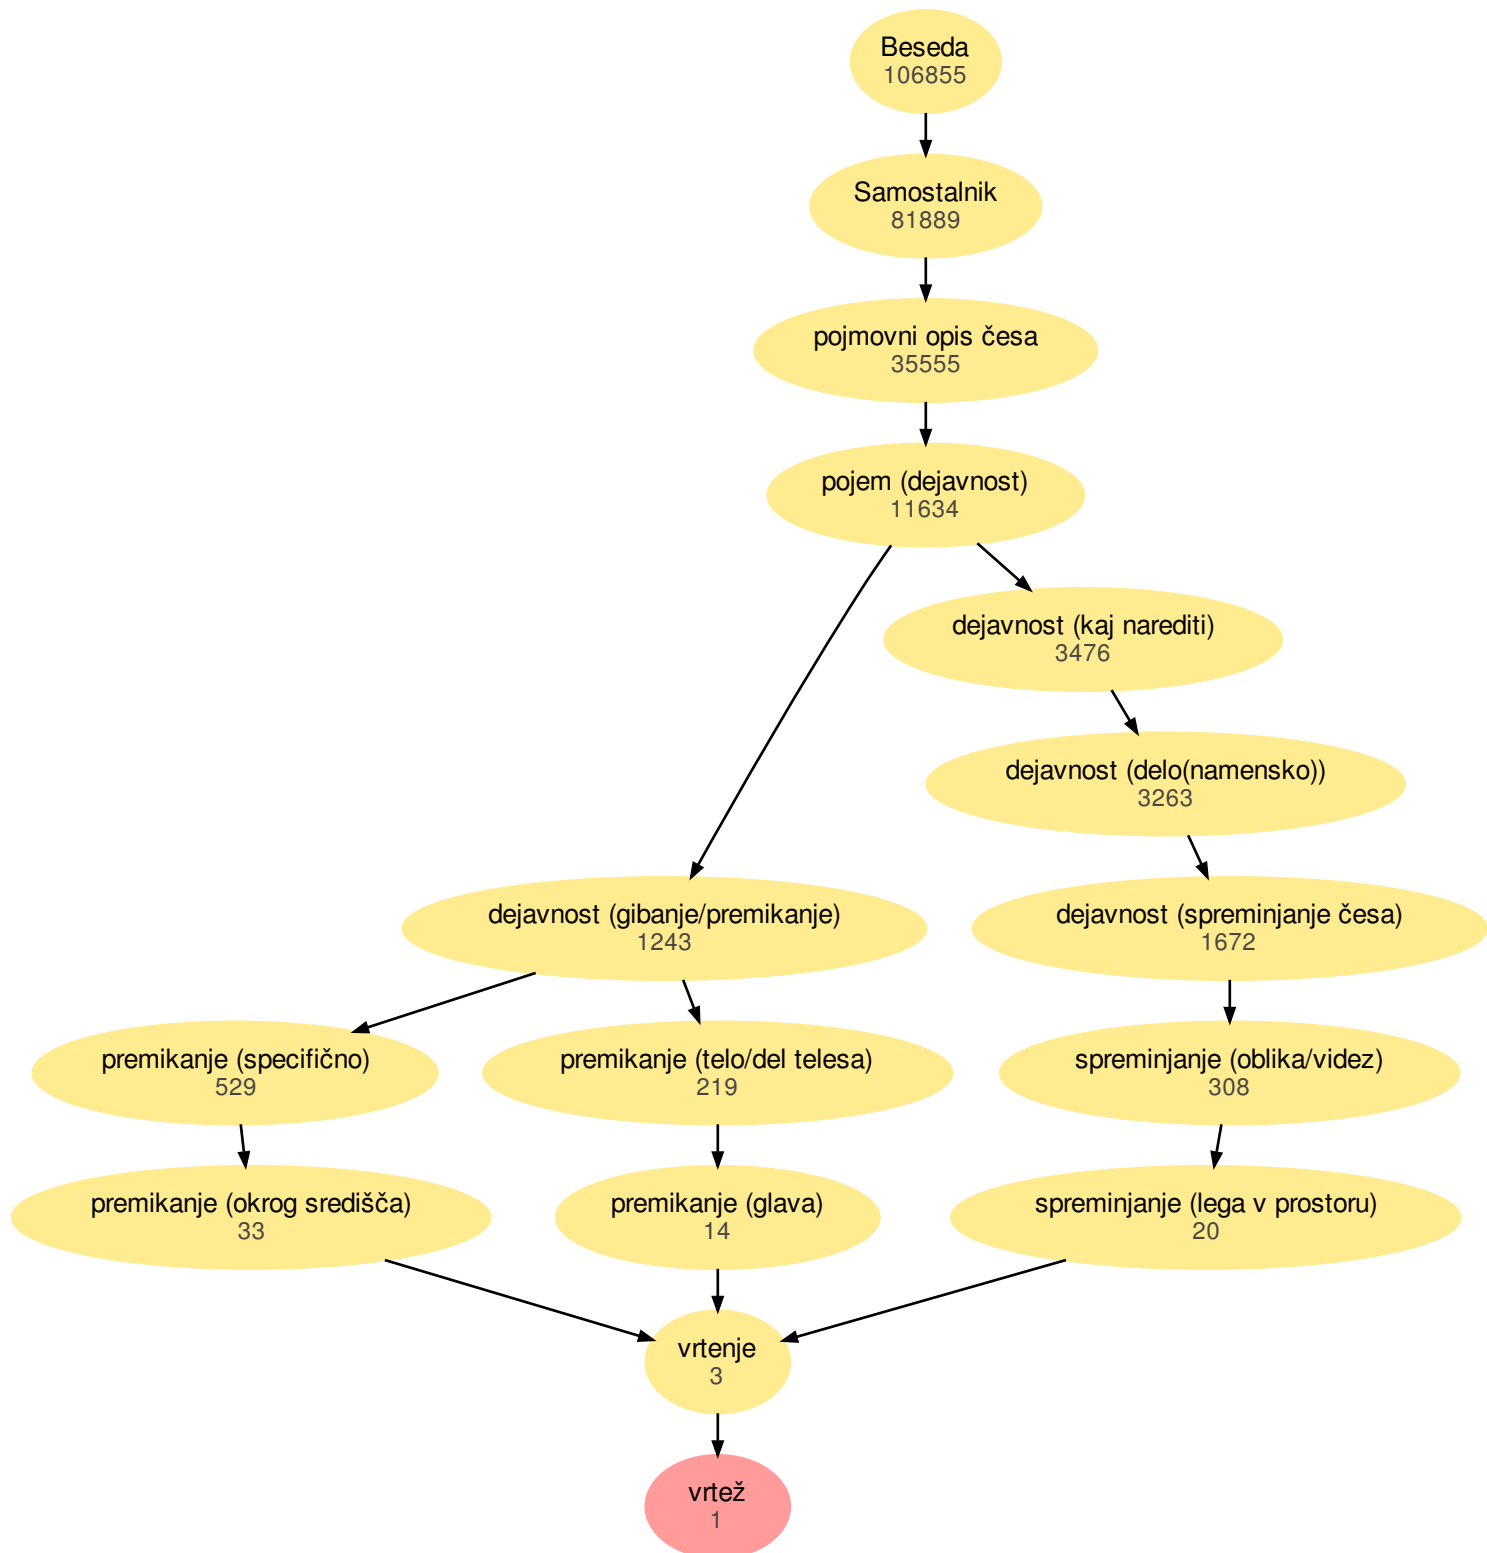 Beseda
106855
Samostalnik
81889
pojmovni opis česa
35555
pojem (dejavnost)
11634
dejavnost (kaj narediti)
3476
dejavnost (delo(namensko))
3263
dejavnost (gibanje/premikanje)
1243
dejavnost (spreminjanje česa)
1672
premikanje (specifično)
529
premikanje (telo/del telesa)
219
spreminjanje (oblika/videz)
308
premikanje (okrog središča)
33
premikanje (glava)
14
spreminjanje (lega v prostoru)
20
vrtenje
3
vrtež
1